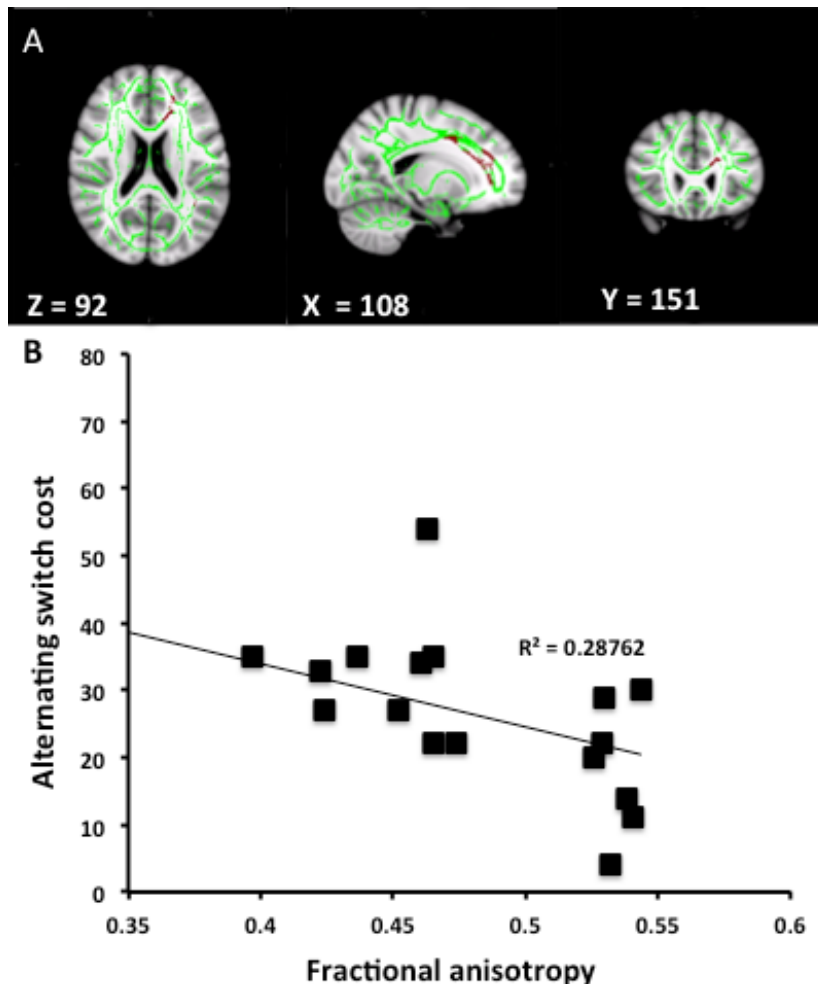 A
Z = 92
X = 108
Y = 151
B
80
70
60
50
40
30
20
10
0
Alternating switch cost
R² = 0.28762
0.35
0.4
0.45
0.5
0.55
0.6
Fractional anisotropy